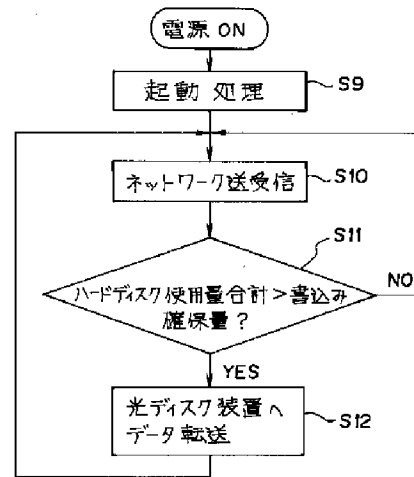 電源 ON
起動 処理
S9
ネットワーク送受信
S10
S11
ハードディスク使用量合計>書込み
確保量?
NO
YES
光ディスク装置へ
データ転送
S12